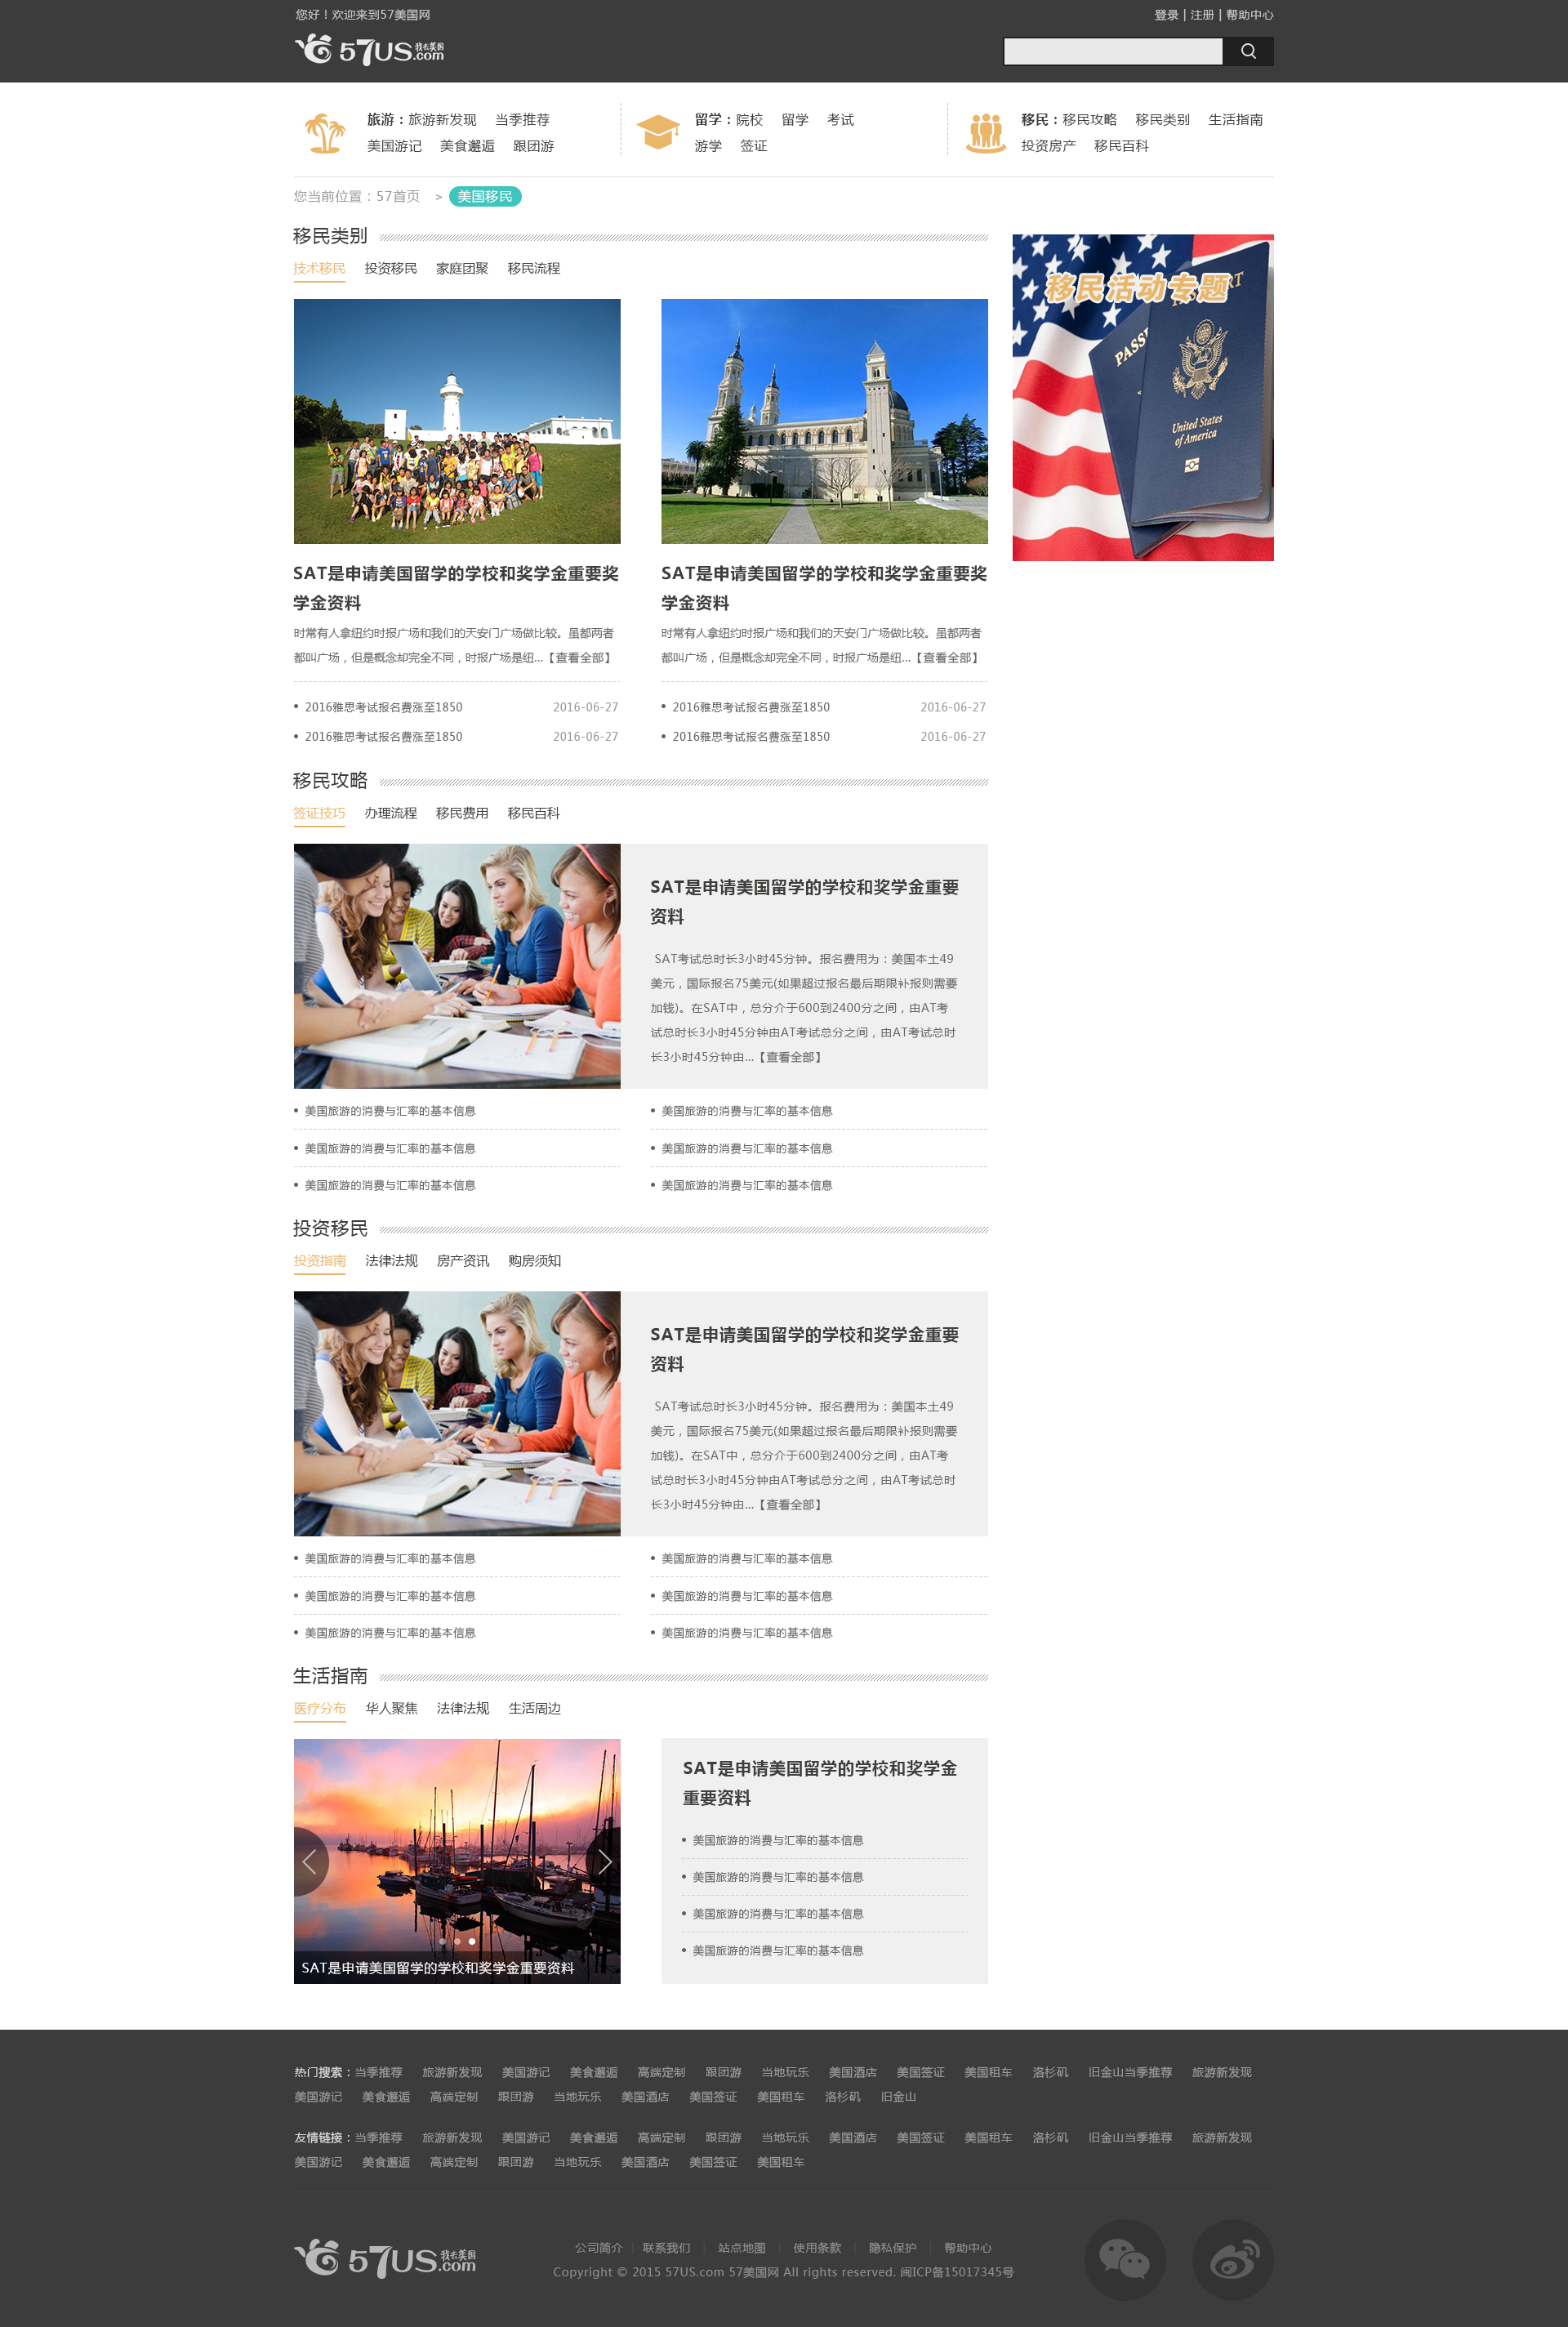 您好！欢迎来到57美国网
登录 | 注册 | 帮助中心
57US我在美国.com
旅游：旅游新发现 当季推荐
美国游记 美食邂逅 跟团游
留学：院校 留学 考试
游学 签证
移民：移民攻略 移民类别 生活指南
投资房产 移民百科
您当前位置：57首页 > 美国移民
移民类别
技术移民 投资移民 家庭团聚 移民流程
SAT是申请美国留学的学校和奖学金重要奖
学金资料
时常有人拿纽约时报广场和我们的天安门广场做比较。虽都两者
都叫广场，但是概念却完全不同，时报广场是纽...【查看全部】
2016雅思考试报名费涨至1850 2016-06-27
2016雅思考试报名费涨至1850 2016-06-27
SAT是申请美国留学的学校和奖学金重要奖
学金资料
时常有人拿纽约时报广场和我们的天安门广场做比较。虽都两者
都叫广场，但是概念却完全不同，时报广场是纽...【查看全部】
2016雅思考试报名费涨至1850 2016-06-27
2016雅思考试报名费涨至1850 2016-06-27
移民活动专题
PASSPORT
PASS
United States
of America
移民攻略
签证技巧 办理流程 移民费用 移民百科
SAT是申请美国留学的学校和奖学金重要
资料
SAT考试总时长3小时45分钟。报名费用为：美国本土49
美元，国际报名75美元(如果超过报名最后期限补报则需要
加钱)。在SAT中，总分介于600到2400分之间，由AT考
试总时长3小时45分钟由AT考试总分之间，由AT考试总时
长3小时45分钟由...【查看全部】
美国旅游的消费与汇率的基本信息
美国旅游的消费与汇率的基本信息
美国旅游的消费与汇率的基本信息
美国旅游的消费与汇率的基本信息
美国旅游的消费与汇率的基本信息
美国旅游的消费与汇率的基本信息
投资移民
投资指南 法律法规 房产资讯 购房须知
SAT是申请美国留学的学校和奖学金重要
资料
SAT考试总时长3小时45分钟。报名费用为：美国本土49
美元，国际报名75美元(如果超过报名最后期限补报则需要
加钱)。在SAT中，总分介于600到2400分之间，由AT考
试总时长3小时45分钟由AT考试总分之间，由AT考试总时
长3小时45分钟由...【查看全部】
美国旅游的消费与汇率的基本信息
美国旅游的消费与汇率的基本信息
美国旅游的消费与汇率的基本信息
美国旅游的消费与汇率的基本信息
美国旅游的消费与汇率的基本信息
美国旅游的消费与汇率的基本信息
生活指南
医疗分布 华人聚焦 法律法规 生活周边
SAT是申请美国留学的学校和奖学金重要资料
SAT是申请美国留学的学校和奖学金
重要资料
美国旅游的消费与汇率的基本信息
美国旅游的消费与汇率的基本信息
美国旅游的消费与汇率的基本信息
美国旅游的消费与汇率的基本信息
热门搜索：当季推荐 旅游新发现 美国游记 美食邂逅 高端定制 跟团游 当地玩乐 美国酒店 美国签证 美国租车 洛杉矶 旧金山当季推荐 旅游新发现
美国游记 美食邂逅 高端定制 跟团游 当地玩乐 美国酒店 美国签证 美国租车 洛杉矶 旧金山
友情链接：当季推荐 旅游新发现 美国游记 美食邂逅 高端定制 跟团游 当地玩乐 美国酒店 美国签证 美国租车 洛杉矶 旧金山当季推荐 旅游新发现
美国游记 美食邂逅 高端定制 跟团游 当地玩乐 美国酒店 美国签证 美国租车
57US我在美国.com
公司简介 | 联系我们 | 站点地图 | 使用条款 | 隐私保护 | 帮助中心
Copyright © 2015 57US.com 57美国网 All rights reserved. 闽ICP备15017345号